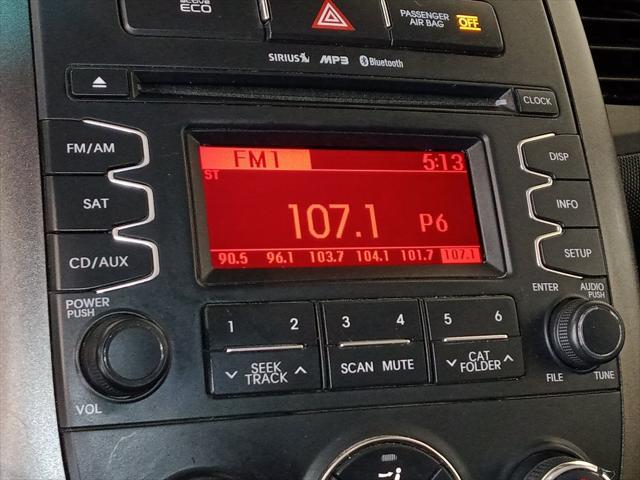 active
ECO
PASSENGER
AIR BAG OFF
SIRIUS MP3 Bluetooth
CLOCK
FM/AM
FM1 5:13
DISP
ST
SAT
107.1 P6
INFO
CD/AUX
90.5 96.1 103.7 104.1 101.7 107.1
SETUP
POWER
PUSH
ENTER AUDIO
PUSH
1 2 3 4 5 6
SEEK
TRACK
SCAN MUTE
CAT
FOLDER
VOL
FILE TUNE